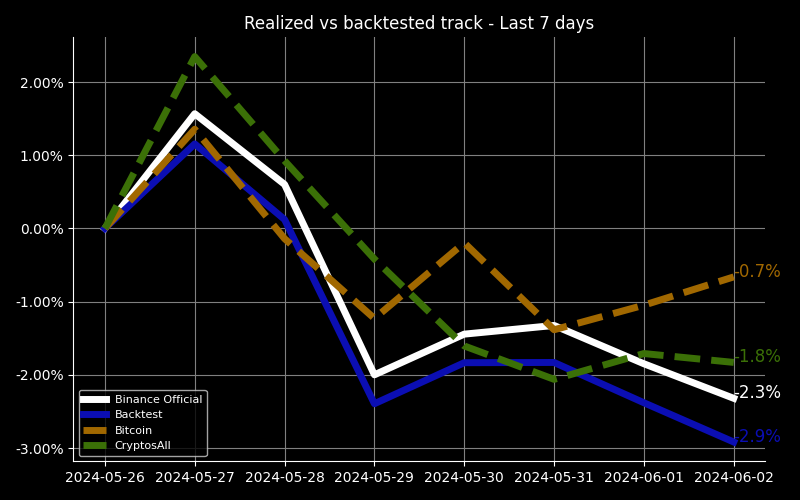 Realized vs backtested track - Last 7 days
2.00%
1.00%
0.00%
-1.00%
-2.00%
-3.00%
-0.7%
-1.8%
-2.3%
-2.9%
Binance Official
Backtest
Bitcoin
CryptosAll
2024-05-26 2024-05-27 2024-05-28 2024-05-29 2024-05-30 2024-05-31 2024-06-01 2024-06-02